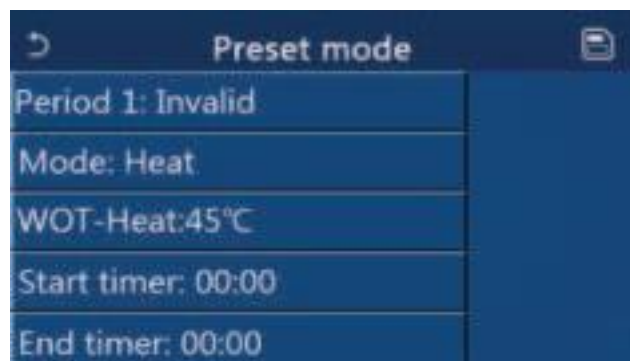 Preset mode
Period 1: Invalid
Mode: Heat
WOT-Heat:45℃
Start timer: 00:00
End timer: 00:00